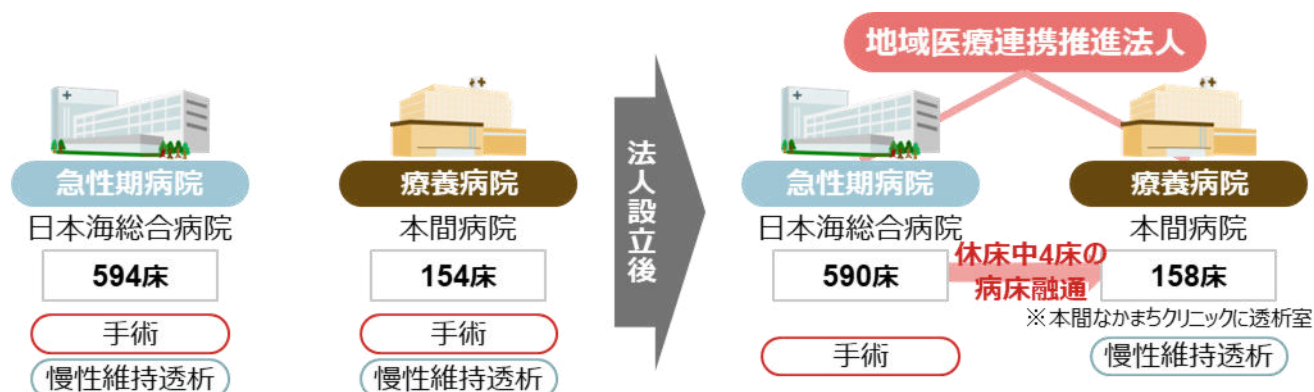 地域医療連携推進法人
急性期病院
日本海総合病院
594床
手術
慢性維持透析
療養病院
本間病院
154床
手術
慢性維持透析
法人設立後
急性期病院
日本海総合病院
590床
手術
休床中4床の
病床融通
療養病院
本間病院
158床
※本間なかまちクリニックに透析室
慢性維持透析